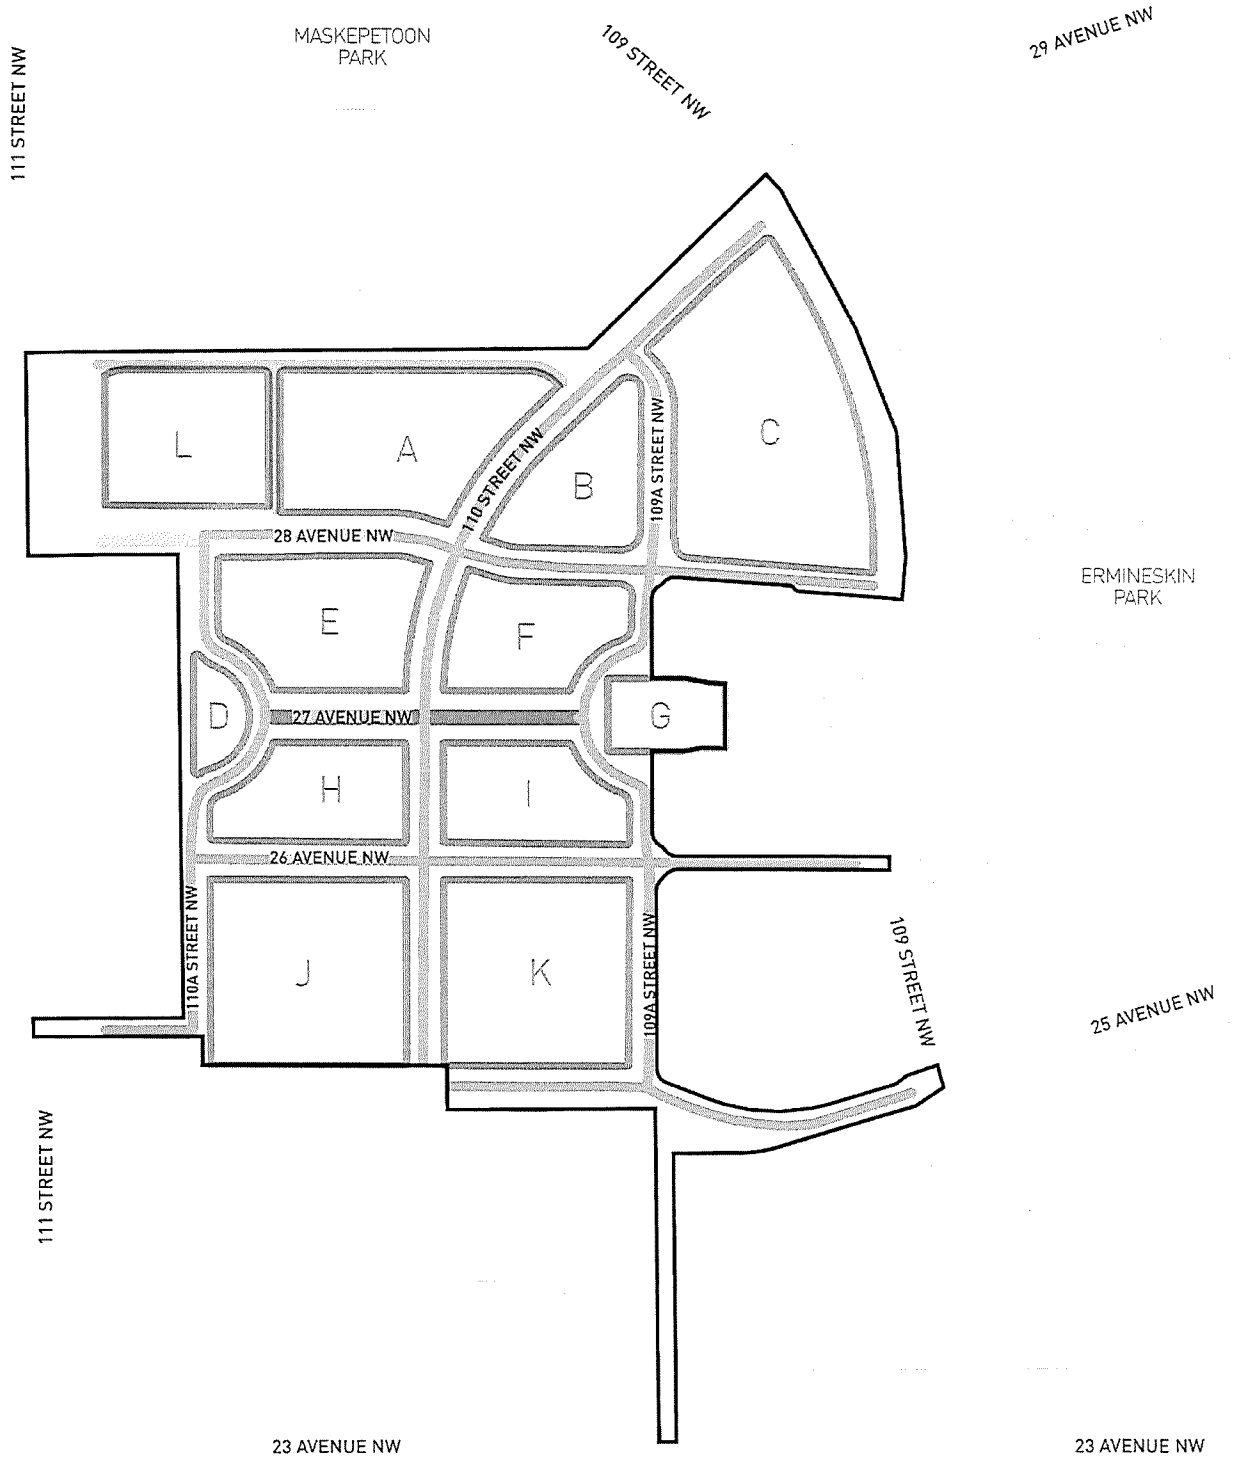 111 STREET NW
MASKEPETOON
PARK
109 STREET NW
29 AVENUE NW
L
A
B
C
110 STREET NW
109A STREET NW
28 AVENUE NW
ERMINESKIN
PARK
E
F
D
27 AVENUE NW
G
H
I
26 AVENUE NW
110A STREET NW
J
K
109A STREET NW
109 STREET NW
25 AVENUE NW
111 STREET NW
23 AVENUE NW
23 AVENUE NW